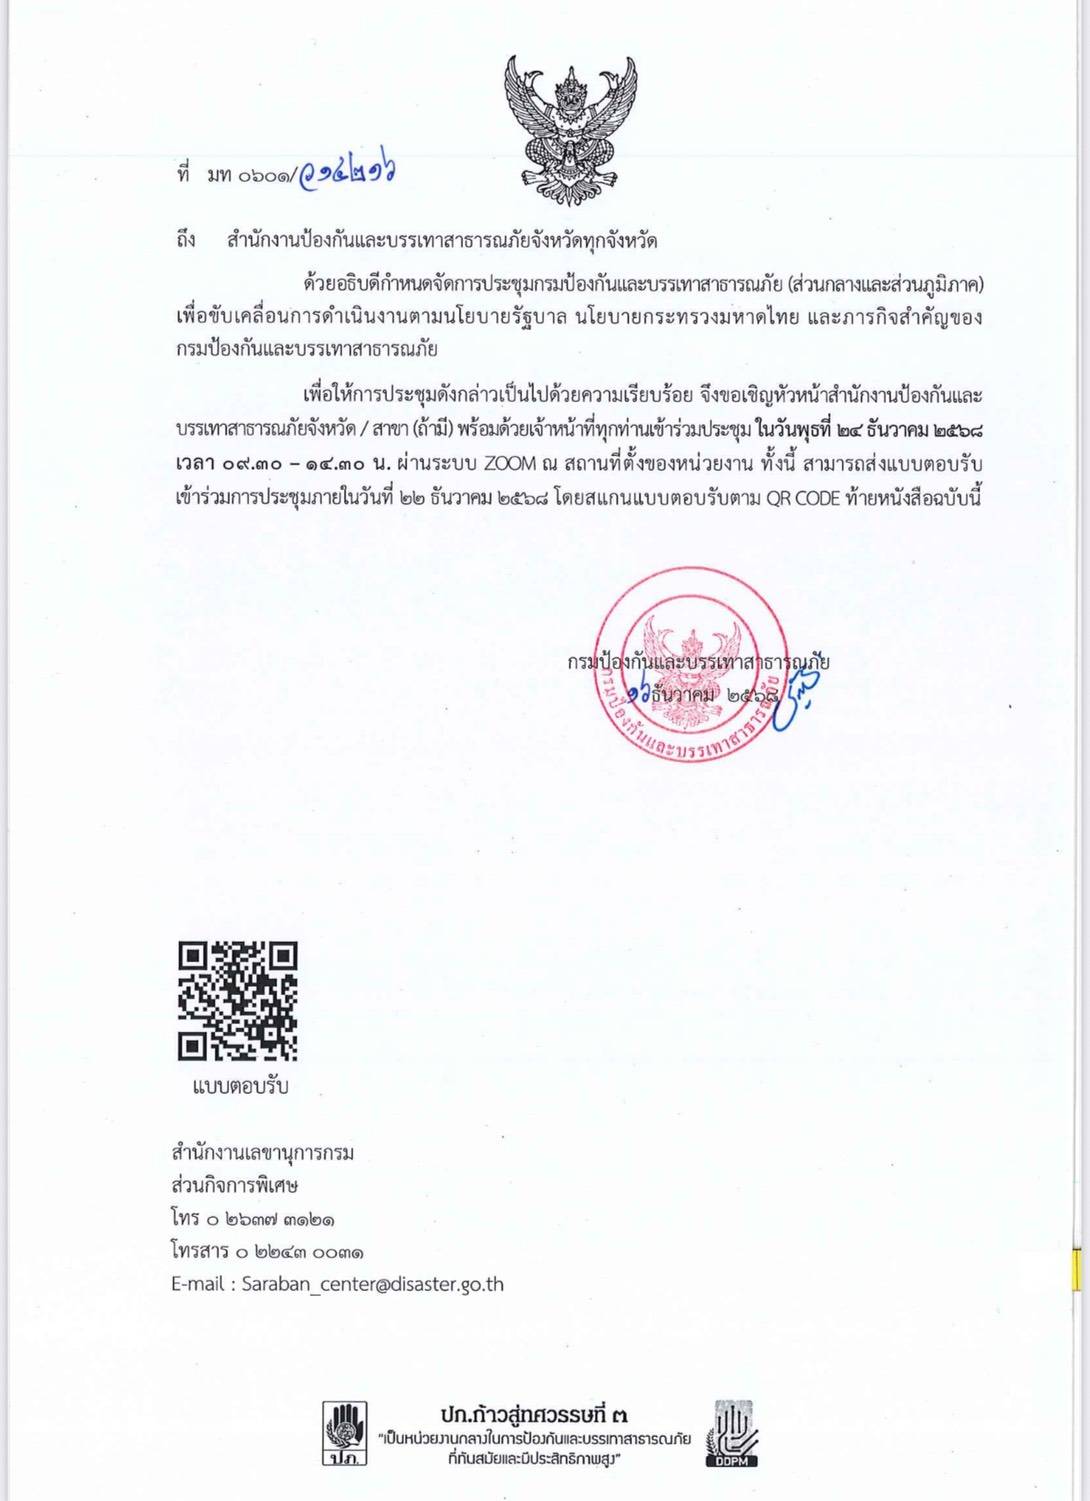 ที่ มท ๐๖๐๑/ว๑๔๒๑๖
ถึง สำนักงานป้องกันและบรรเทาสาธารณภัยจังหวัดทุกจังหวัด
ด้วยอธิบดีกำหนดจัดการประชุมกรมป้องกันและบรรเทาสาธารณภัย (ส่วนกลางและส่วนภูมิภาค)
เพื่อขับเคลื่อนการดำเนินงานตามนโยบายรัฐบาล นโยบายกระทรวงมหาดไทย และภารกิจสำคัญของ
กรมป้องกันและบรรเทาสาธารณภัย
เพื่อให้การประชุมดังกล่าวเป็นไปด้วยความเรียบร้อย จึงขอเชิญหัวหน้าสำนักงานป้องกันและ
บรรเทาสาธารณภัยจังหวัด / สาขา (ถ้ามี) พร้อมด้วยเจ้าหน้าที่ทุกท่านเข้าร่วมประชุม ในวันพุธที่ ๒๔ ธันวาคม ๒๕๖๘
เวลา ๐๙.๓๐ – ๑๔.๓๐ น. ผ่านระบบ ZOOM ณ สถานที่ตั้งของหน่วยงาน ทั้งนี้ สามารถส่งแบบตอบรับ
เข้าร่วมการประชุมภายในวันที่ ๒๒ ธันวาคม ๒๕๖๘ โดยสแกนแบบตอบรับตาม QR CODE ท้ายหนังสือฉบับนี้
กรมป้องกันและบรรเทาสาธารณภัย
๑๖ ธันวาคม ๒๕๖๘
กรมป้องกันและบรรเทาสาธารณภัย
แบบตอบรับ
สำนักงานเลขานุการกรม
ส่วนกิจการพิเศษ
โทร ๐ ๒๖๓๗ ๓๑๒๑
โทรสาร ๐ ๒๒๔๓ ๐๐๓๑
E-mail : Saraban_center@disaster.go.th
ปภ.ก้าวสู่ทศวรรษที่ ๓
"เป็นหน่วยงานกลางในการป้องกันและบรรเทาสาธารณภัย
ที่ทันสมัยและมีประสิทธิภาพสูง"
ปภ.
DDPM